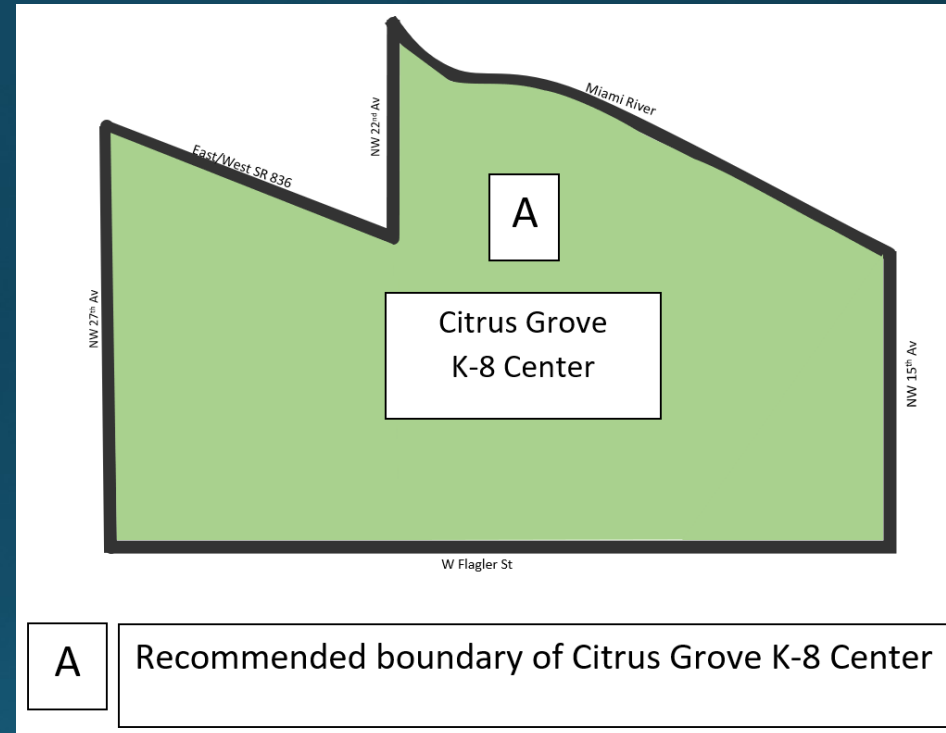 NW 22nd Av
Miami River
East/West SR 836
A
NW 27th Av
Citrus Grove
K-8 Center
NW 15th Av
W Flagler St
A
Recommended boundary of Citrus Grove K-8 Center